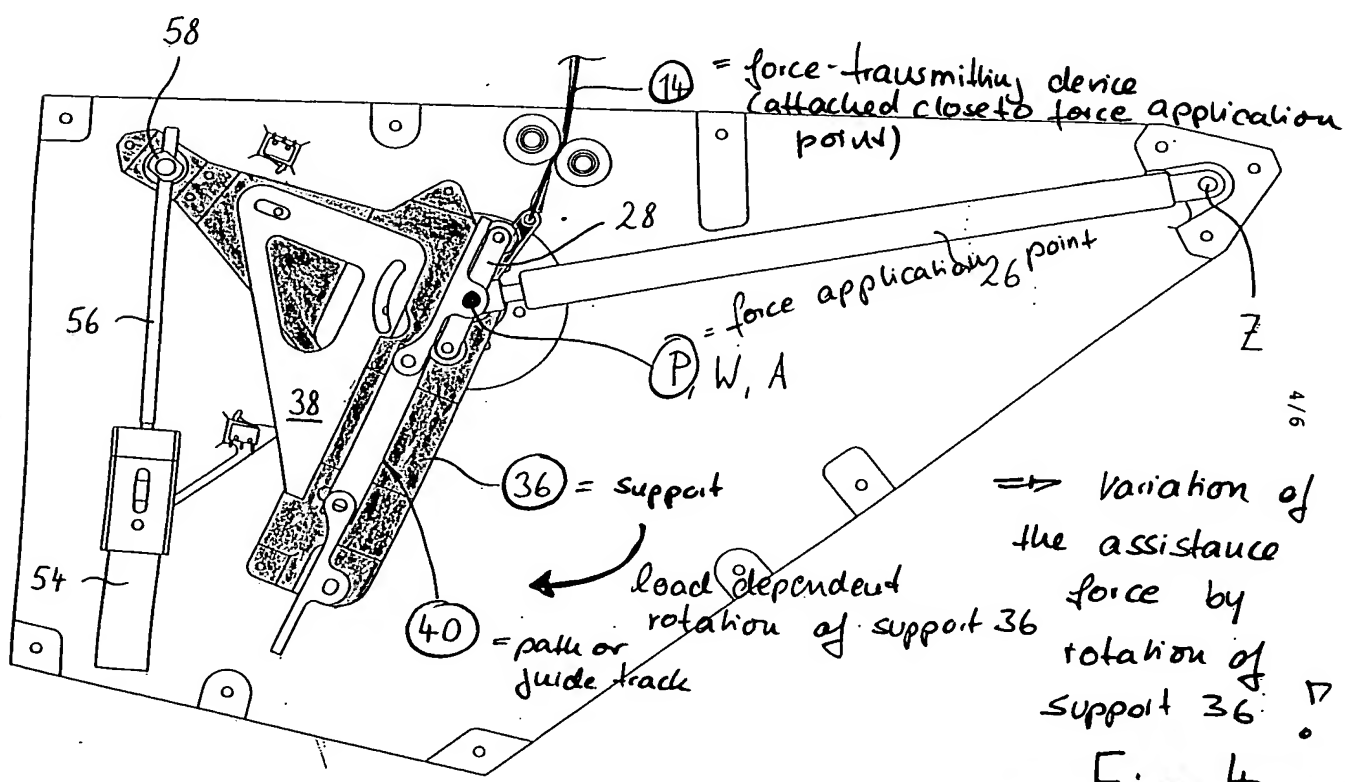 58
(14) = force-transmitting device
(attached close to force application
point)
28
26
= force application point
(P), W, A
Z
56
38
4/6
(36) = support
load dependent
rotation of support 36
54
(40) = path or
guide track
=> Variation of
the assistance
force by
rotation of
support 36 !
Fig. 4